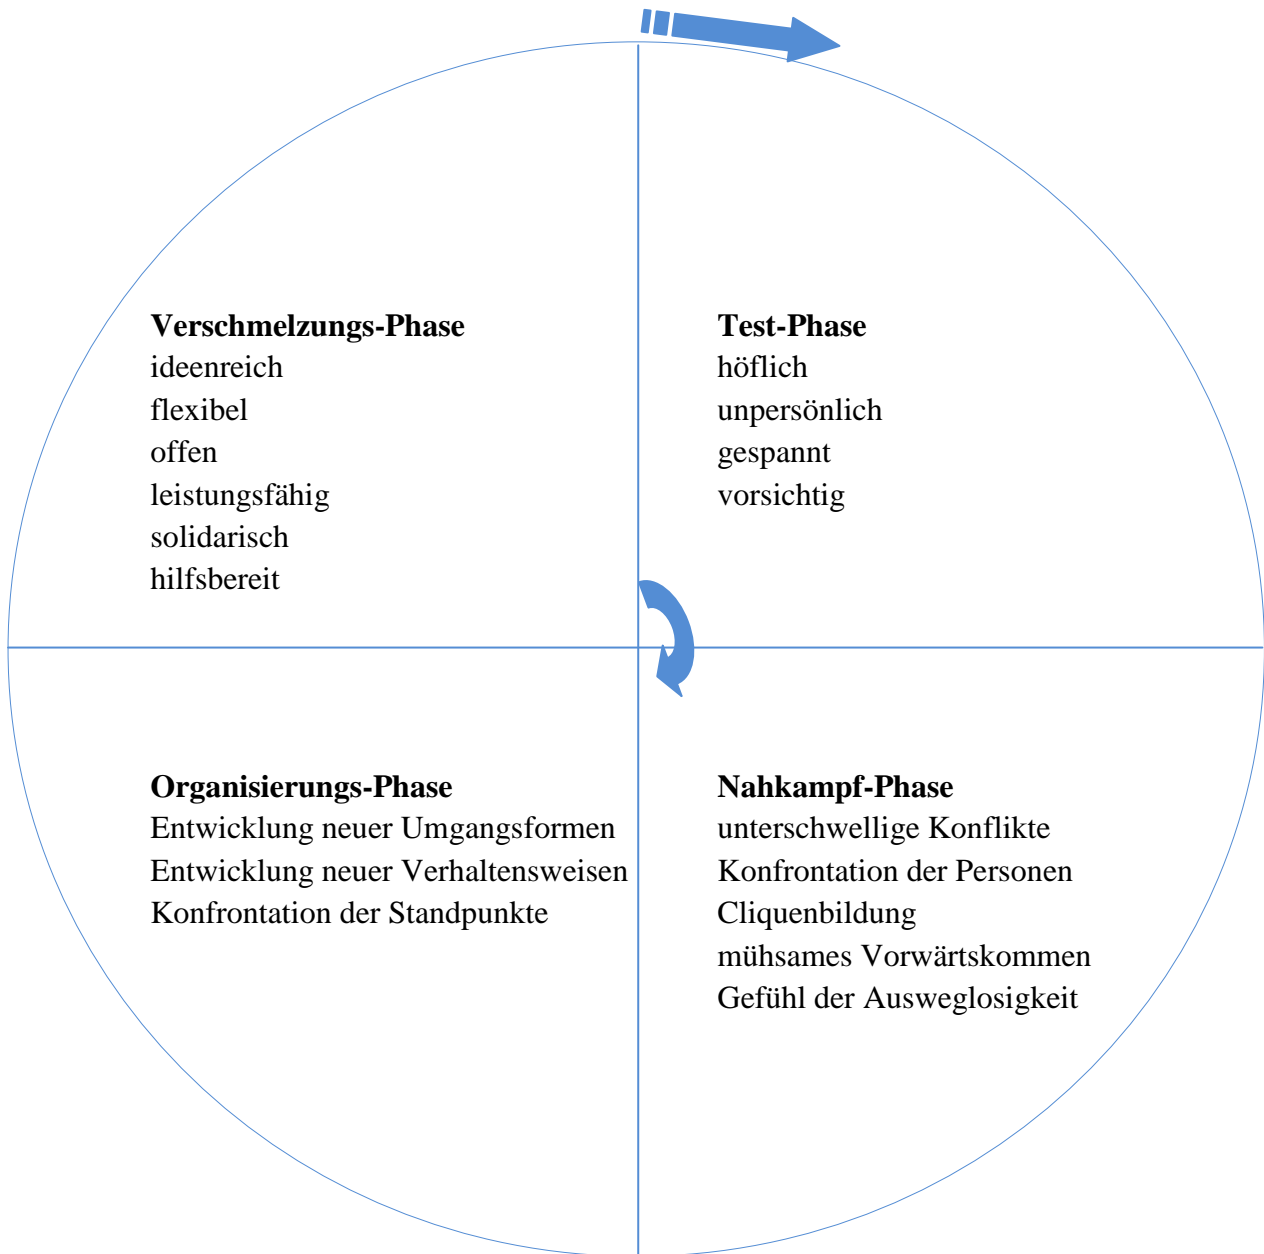 Verschmelzungs-Phase
ideenreich
flexibel
offen
leistungsfähig
solidarisch
hilfsbereit
Test-Phase
höflich
unpersönlich
gespannt
vorsichtig
Organisierungs-Phase
Entwicklung neuer Umgangsformen
Entwicklung neuer Verhaltensweisen
Konfrontation der Standpunkte
Nahkampf-Phase
unterschwellige Konflikte
Konfrontation der Personen
Cliquenbildung
mühsames Vorwärtskommen
Gefühl der Ausweglosigkeit